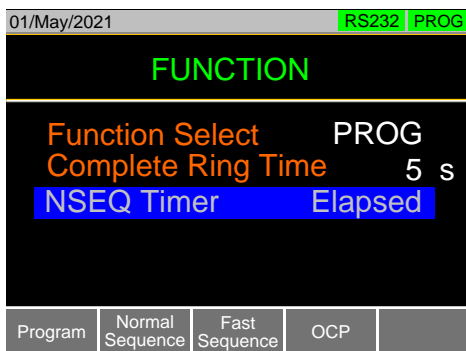 01/May/2021 RS232 PROG
FUNCTION
Function Select PROG
Complete Ring Time 5 s
NSEQ Timer Elapsed
Program Normal Sequence Fast Sequence OCP